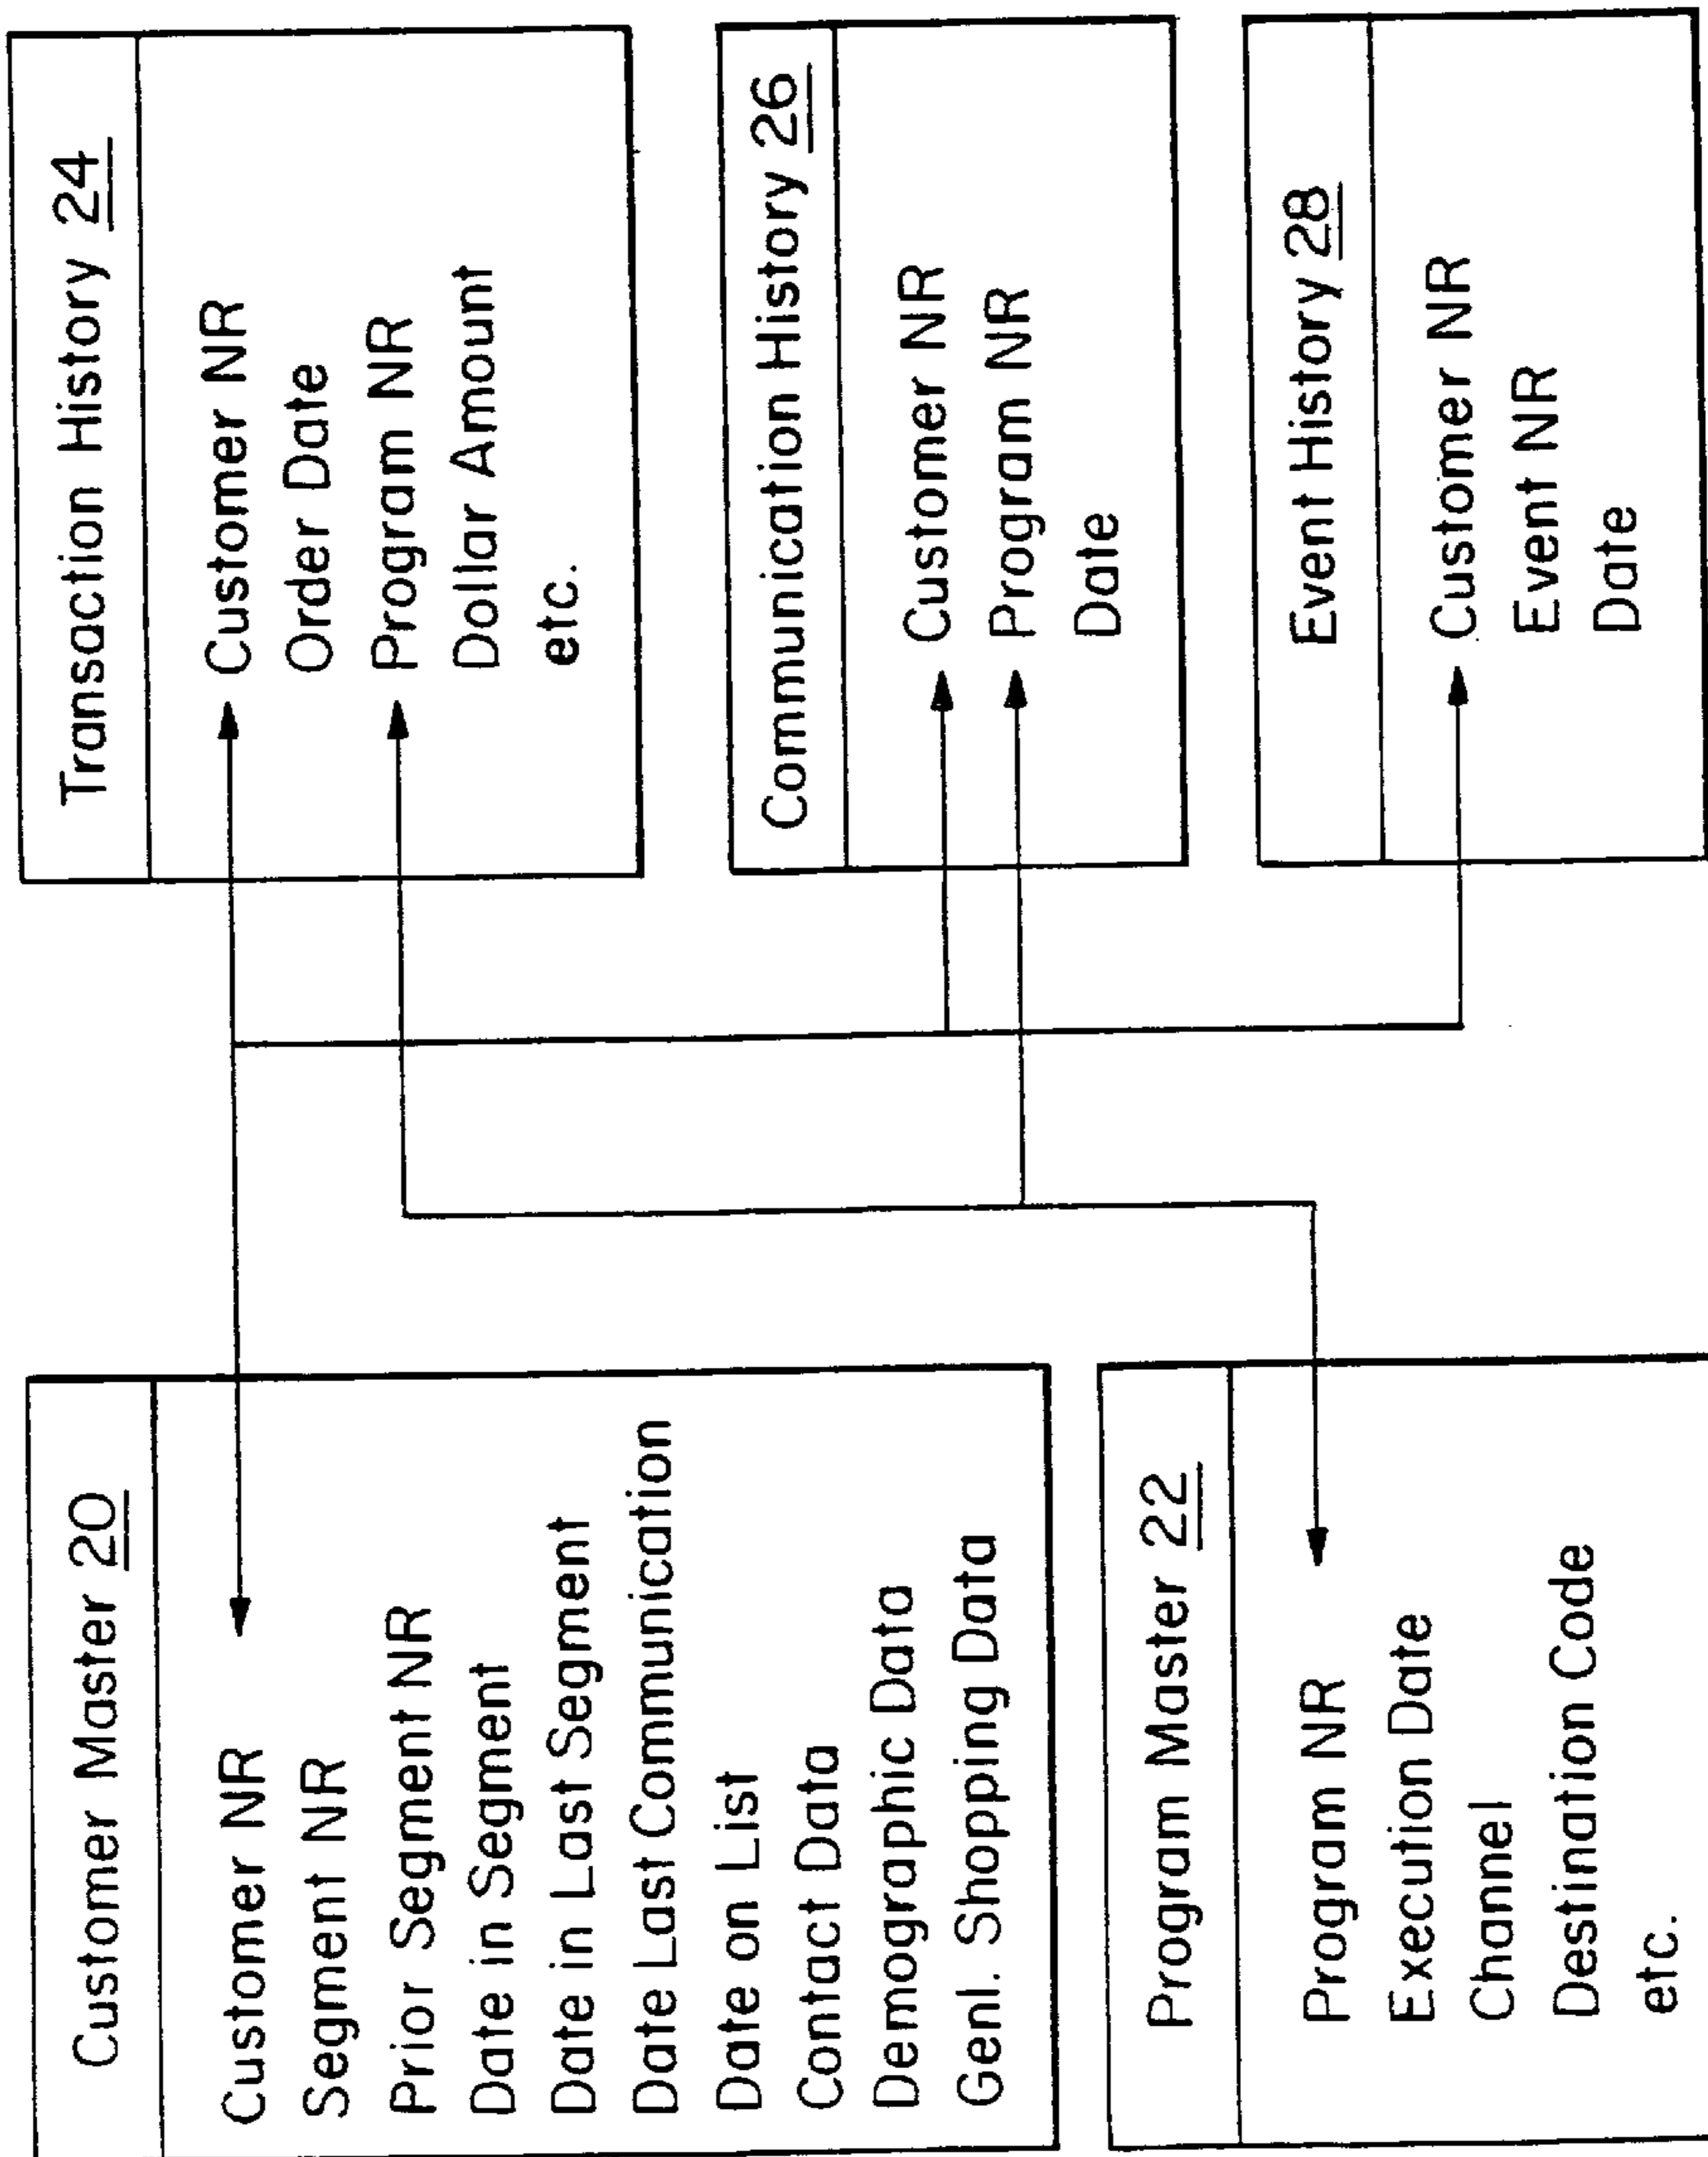 Customer Master 20
Customer NR
Segment NR
Prior Segment NR
Date in Segment
Date in Last Segment
Date Last Communication
Date on List
Contact Data
Demographic Data
Genl. Shopping Data
Program Master 22
Program NR
Execution Date
Channel
Destination Code
etc.
Transaction History 24
Customer NR
Order Date
Program NR
Dollar Amount
etc.
Communication History 26
Customer NR
Program NR
Date
Event History 28
Customer NR
Event NR
Date